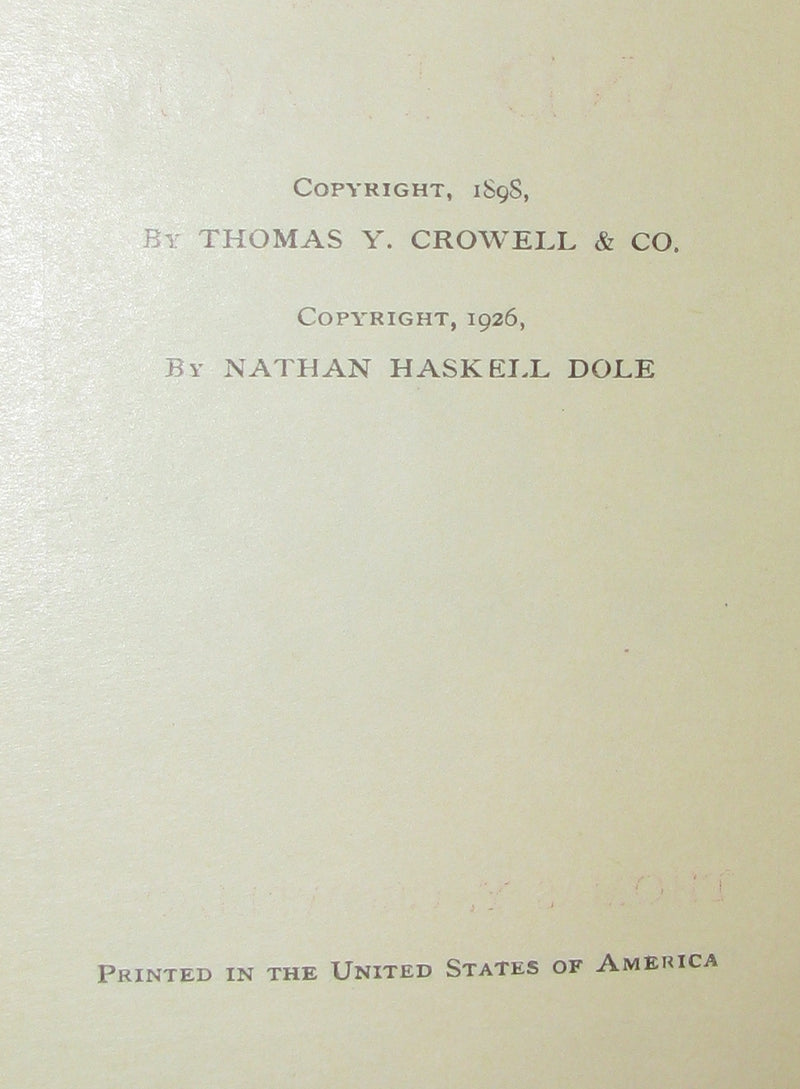 COPYRIGHT, 1898,
BY THOMAS Y. CROWELL & CO.
COPYRIGHT, 1926,
BY NATHAN HASKELL DOLE
PRINTED IN THE UNITED STATES OF AMERICA